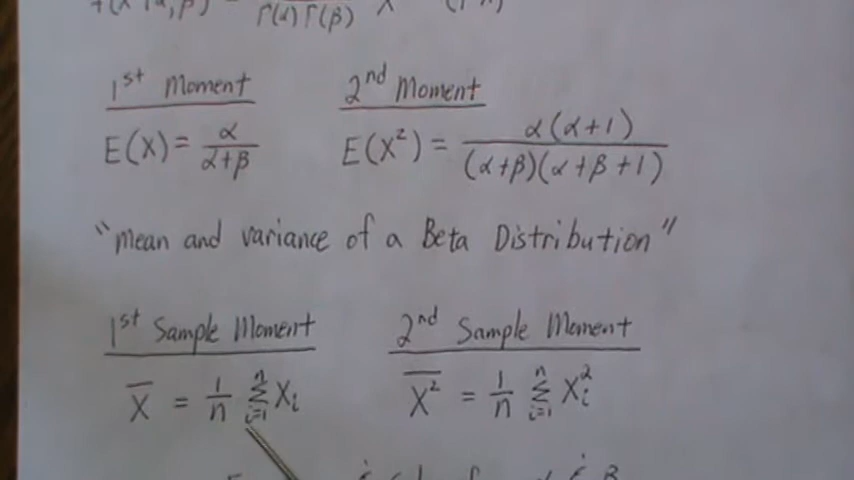 f(x | α, β) = Γ(α)Γ(β) x
1st Moment 2nd Moment
E(X) = α/(α+β) E(X²) = α(α+1)/((α+β)(α+β+1))
"mean and variance of a Beta Distribution"
1st Sample Moment 2nd Sample Moment
X̄ = 1/n Σᵢ₌₁ⁿ Xᵢ X̄² = 1/n Σᵢ₌₁ⁿ Xᵢ²